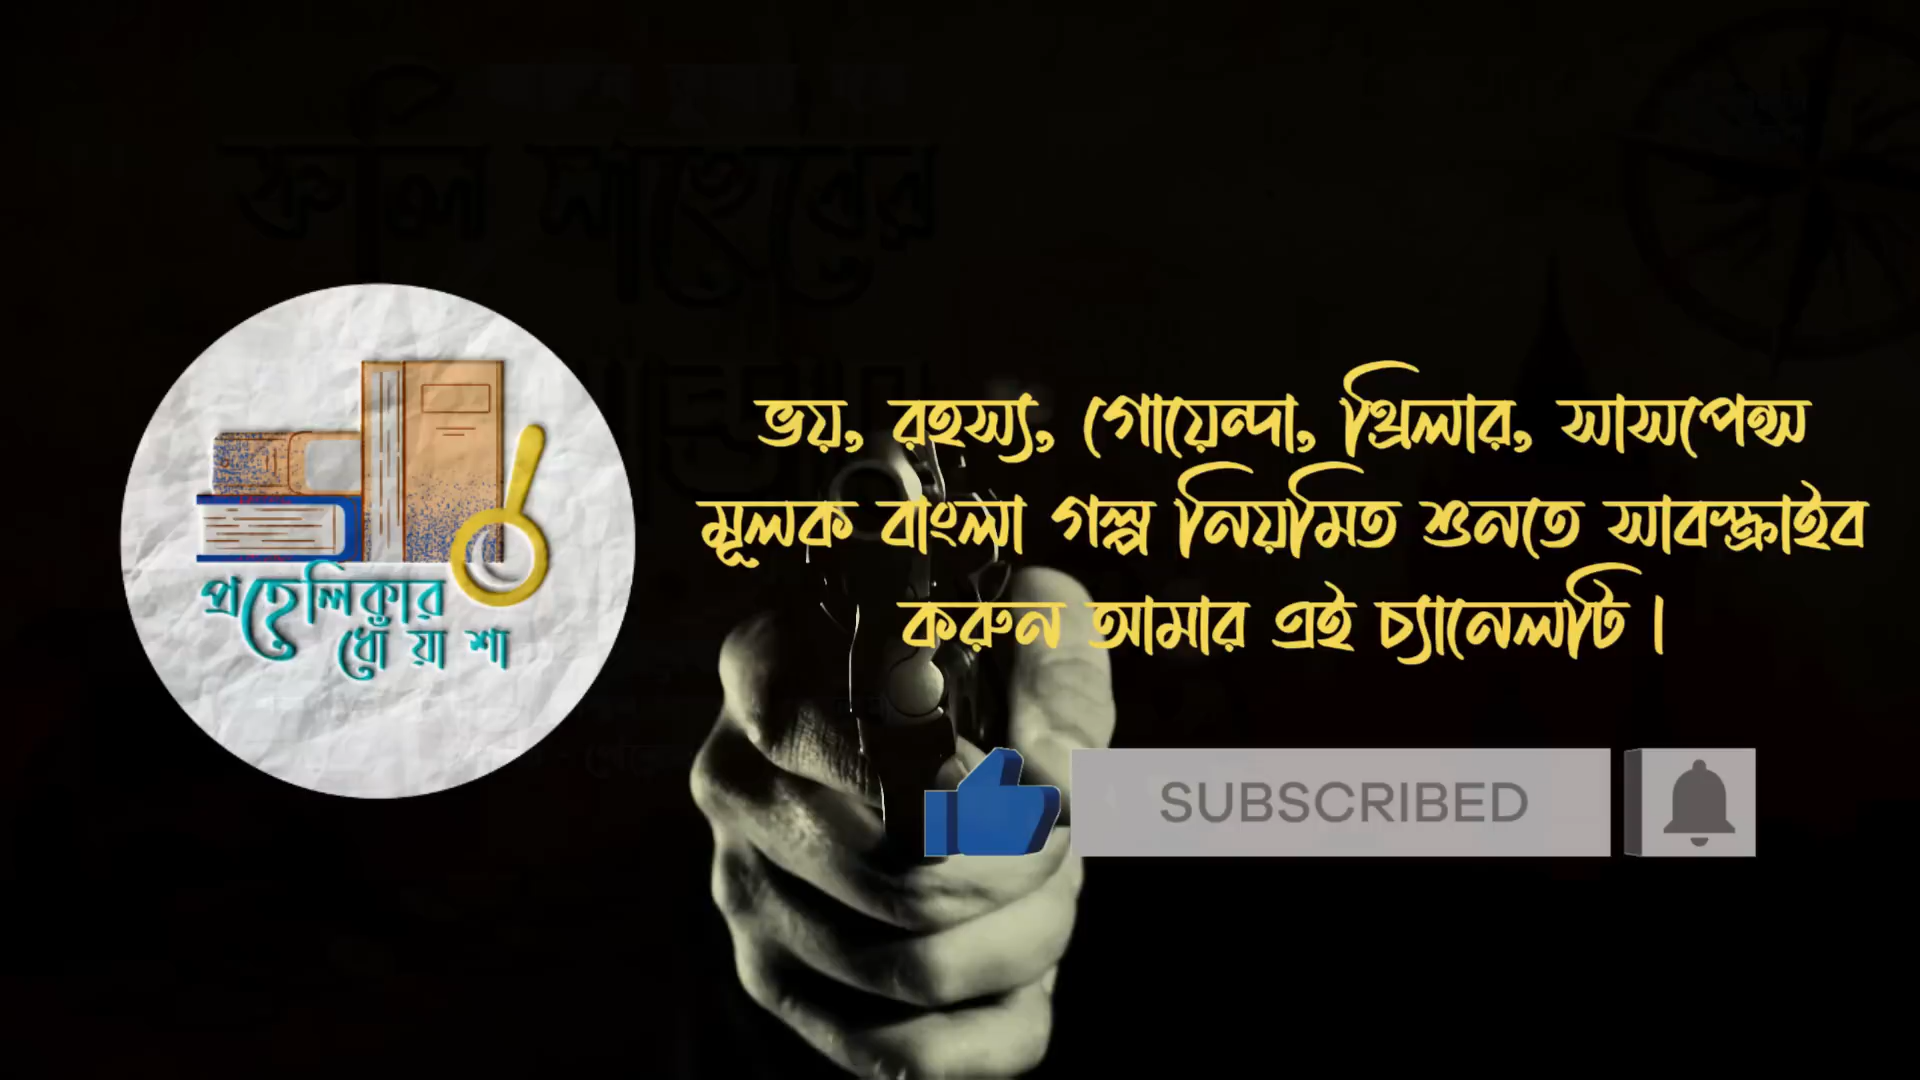 প্রহেলিকার
ধোঁয়াশা
ভয়, রহস্য, গোয়েন্দা, থ্রিলার, সাসপেন্স
মূলক বাংলা গল্প নিয়মিত শুনতে সাবস্ক্রাইব
করুন আমার এই চ্যানেলটি।
SUBSCRIBED